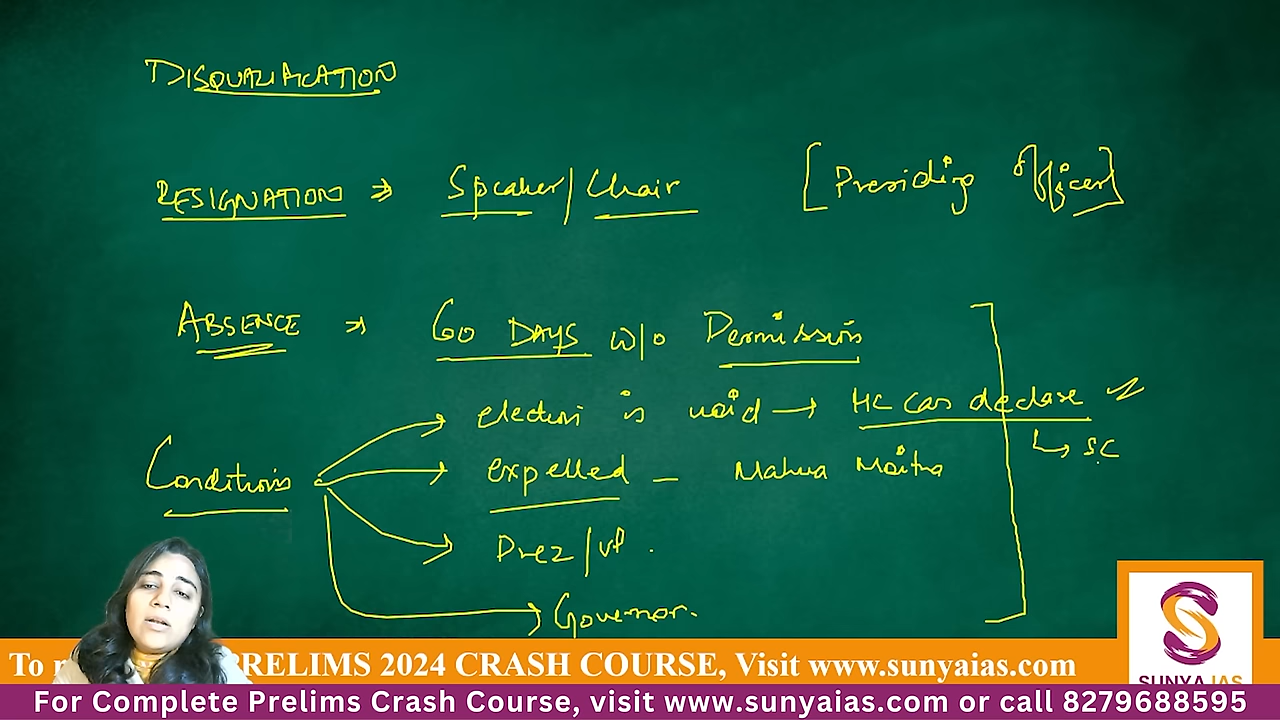 DISQUALIFICATION
RESIGNATION ⇒ Speaker/Chair [Presiding Officer]
ABSENCE → 60 DAYS w/o Permission
election is void → HC can declare
↳ SC
Conditions
expelled — Mahua Moitra
Prez/VP.
Governor.
PRELIMS 2024 CRASH COURSE, Visit www.sunyaias.com
SUNYA IAS
For Complete Prelims Crash Course, visit www.sunyaias.com or call 8279688595